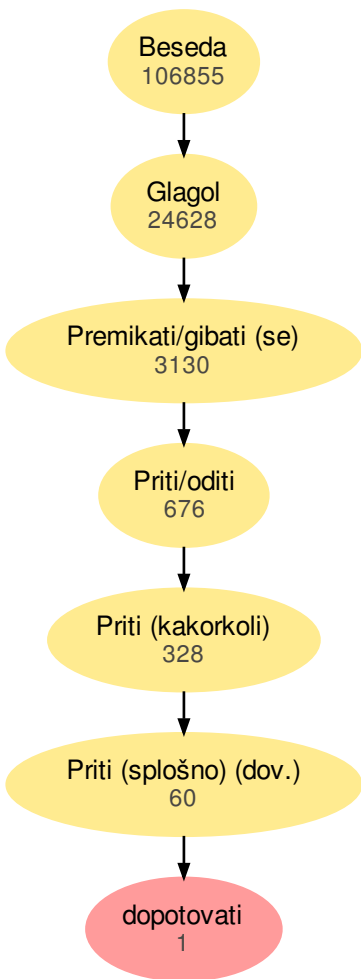 Beseda
106855
Glagol
24628
Premikati/gibati (se)
3130
Priti/oditi
676
Priti (kakorkoli)
328
Priti (splošno) (dov.)
60
dopotovati
1